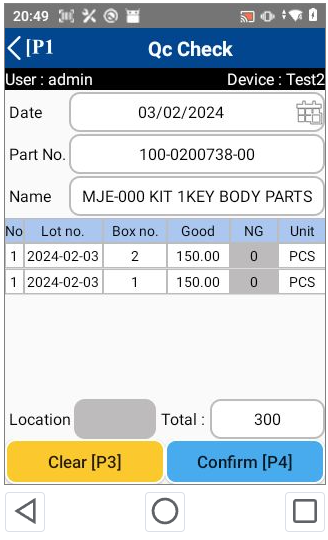 20:49
[P1 Qc Check
User : admin Device : Test2
Date 03/02/2024
Part No. 100-0200738-00
Name MJE-000 KIT 1KEY BODY PARTS
No Lot no. Box no. Good NG Unit
1 2024-02-03 2 150.00 0 PCS
1 2024-02-03 1 150.00 0 PCS
Location Total : 300
Clear [P3] Confirm [P4]